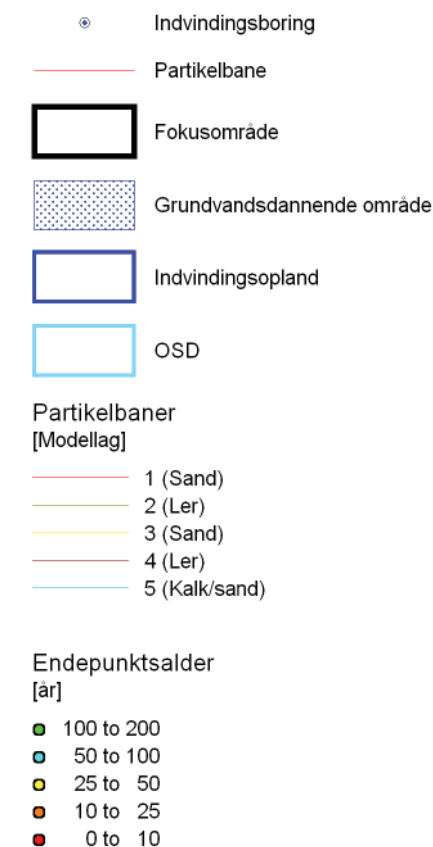 Indvindingsboring
Partikelbane
Fokusområde
Grundvandsdannende område
Indvindingsopland
OSD
Partikelbaner
[Modellag]
1 (Sand)
2 (Ler)
3 (Sand)
4 (Ler)
5 (Kalk/sand)
Endepunktsalder
[år]
100 to 200
50 to 100
25 to 50
10 to 25
0 to 10